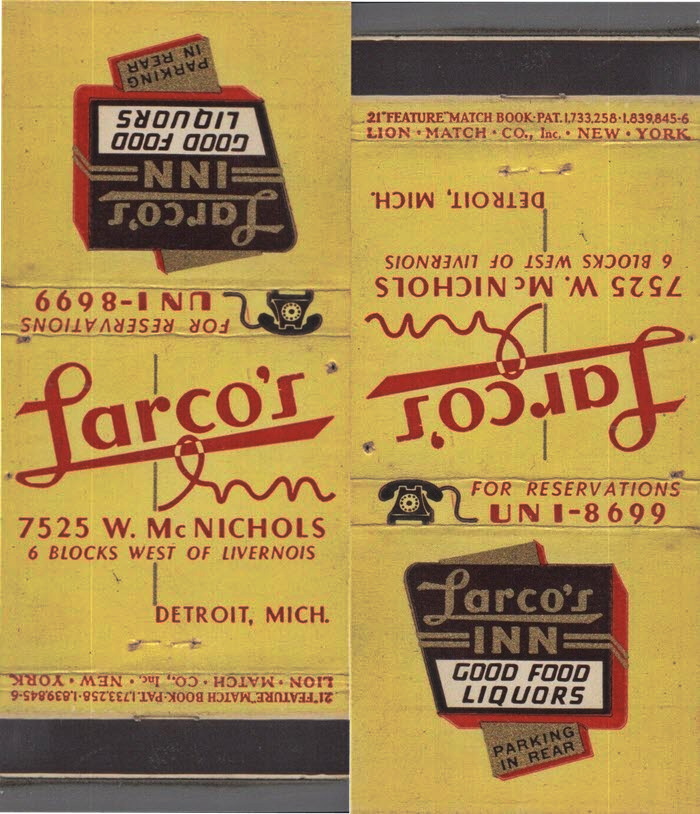 PARKING
IN REAR
GOOD FOOD
LIQUORS
Larco's
INN
FOR RESERVATIONS
UN 1-8699
Larco's
Inn
7525 W. McNICHOLS
6 BLOCKS WEST OF LIVERNOIS
DETROIT, MICH.
21 "FEATURE" MATCH BOOK·PAT. 1,733,258·1,839,845-6
LION · MATCH · CO., Inc. · NEW · YORK
21 "FEATURE" MATCH BOOK·PAT. 1,733,258·1,839,845-6
LION · MATCH · CO., Inc. · NEW · YORK
DETROIT, MICH.
6 BLOCKS WEST OF LIVERNOIS
7525 W. McNICHOLS
Larco's
Inn
FOR RESERVATIONS
UN 1-8699
Larco's
INN
GOOD FOOD
LIQUORS
PARKING
IN REAR